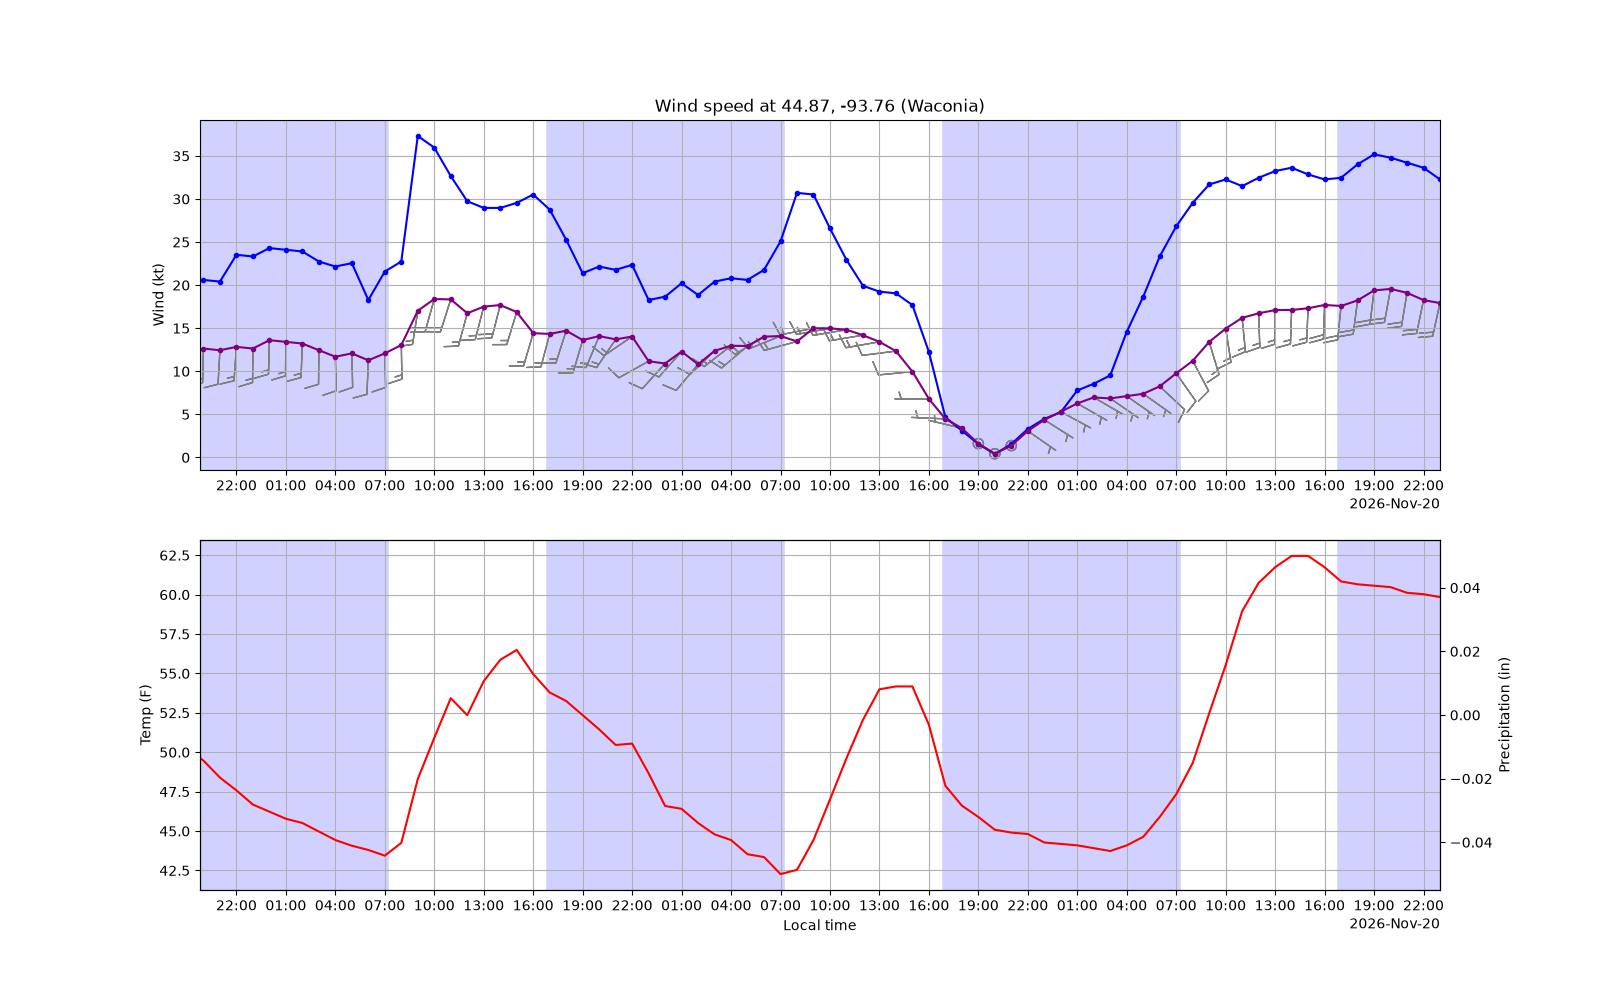 Wind speed at 44.87, -93.76 (Waconia)
35
30
25
20
15
10
5
0
Wind (kt)
22:00 01:00 04:00 07:00 10:00 13:00 16:00 19:00 22:00 01:00 04:00 07:00 10:00 13:00 16:00 19:00 22:00 01:00 04:00 07:00 10:00 13:00 16:00 19:00 22:00
2026-Nov-20
62.5
60.0
57.5
55.0
52.5
50.0
47.5
45.0
42.5
Temp (F)
0.04
0.02
0.00
−0.02
−0.04
Precipitation (in)
22:00 01:00 04:00 07:00 10:00 13:00 16:00 19:00 22:00 01:00 04:00 07:00 10:00 13:00 16:00 19:00 22:00 01:00 04:00 07:00 10:00 13:00 16:00 19:00 22:00
Local time
2026-Nov-20